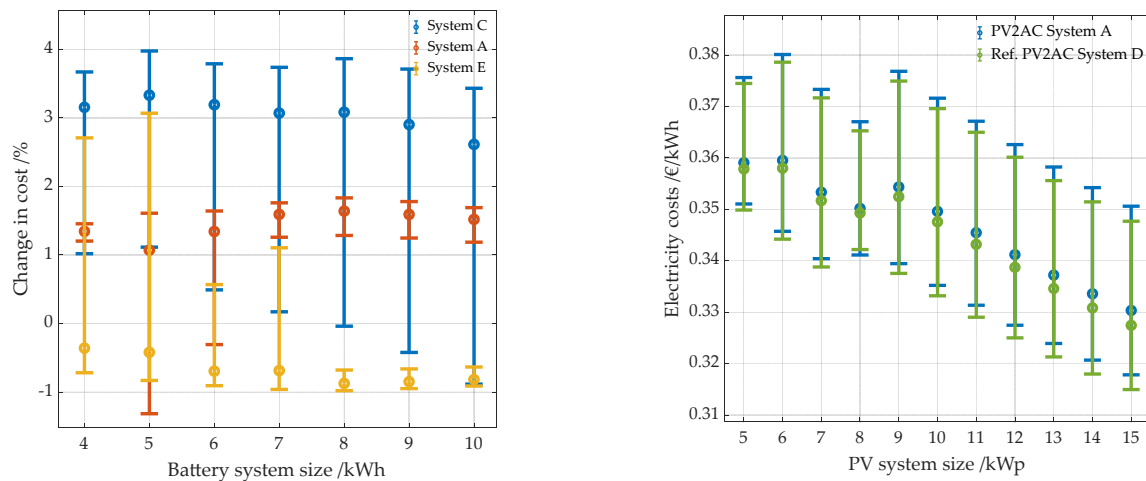 System C
System A
System E
4
3
2
1
0
-1
Change in cost /%
4 5 6 7 8 9 10
Battery system size /kWh
PV2AC System A
Ref. PV2AC System D
0.38
0.37
0.36
0.35
0.34
0.33
0.32
0.31
Electricity costs /€/kWh
5 6 7 8 9 10 11 12 13 14 15
PV system size /kWp